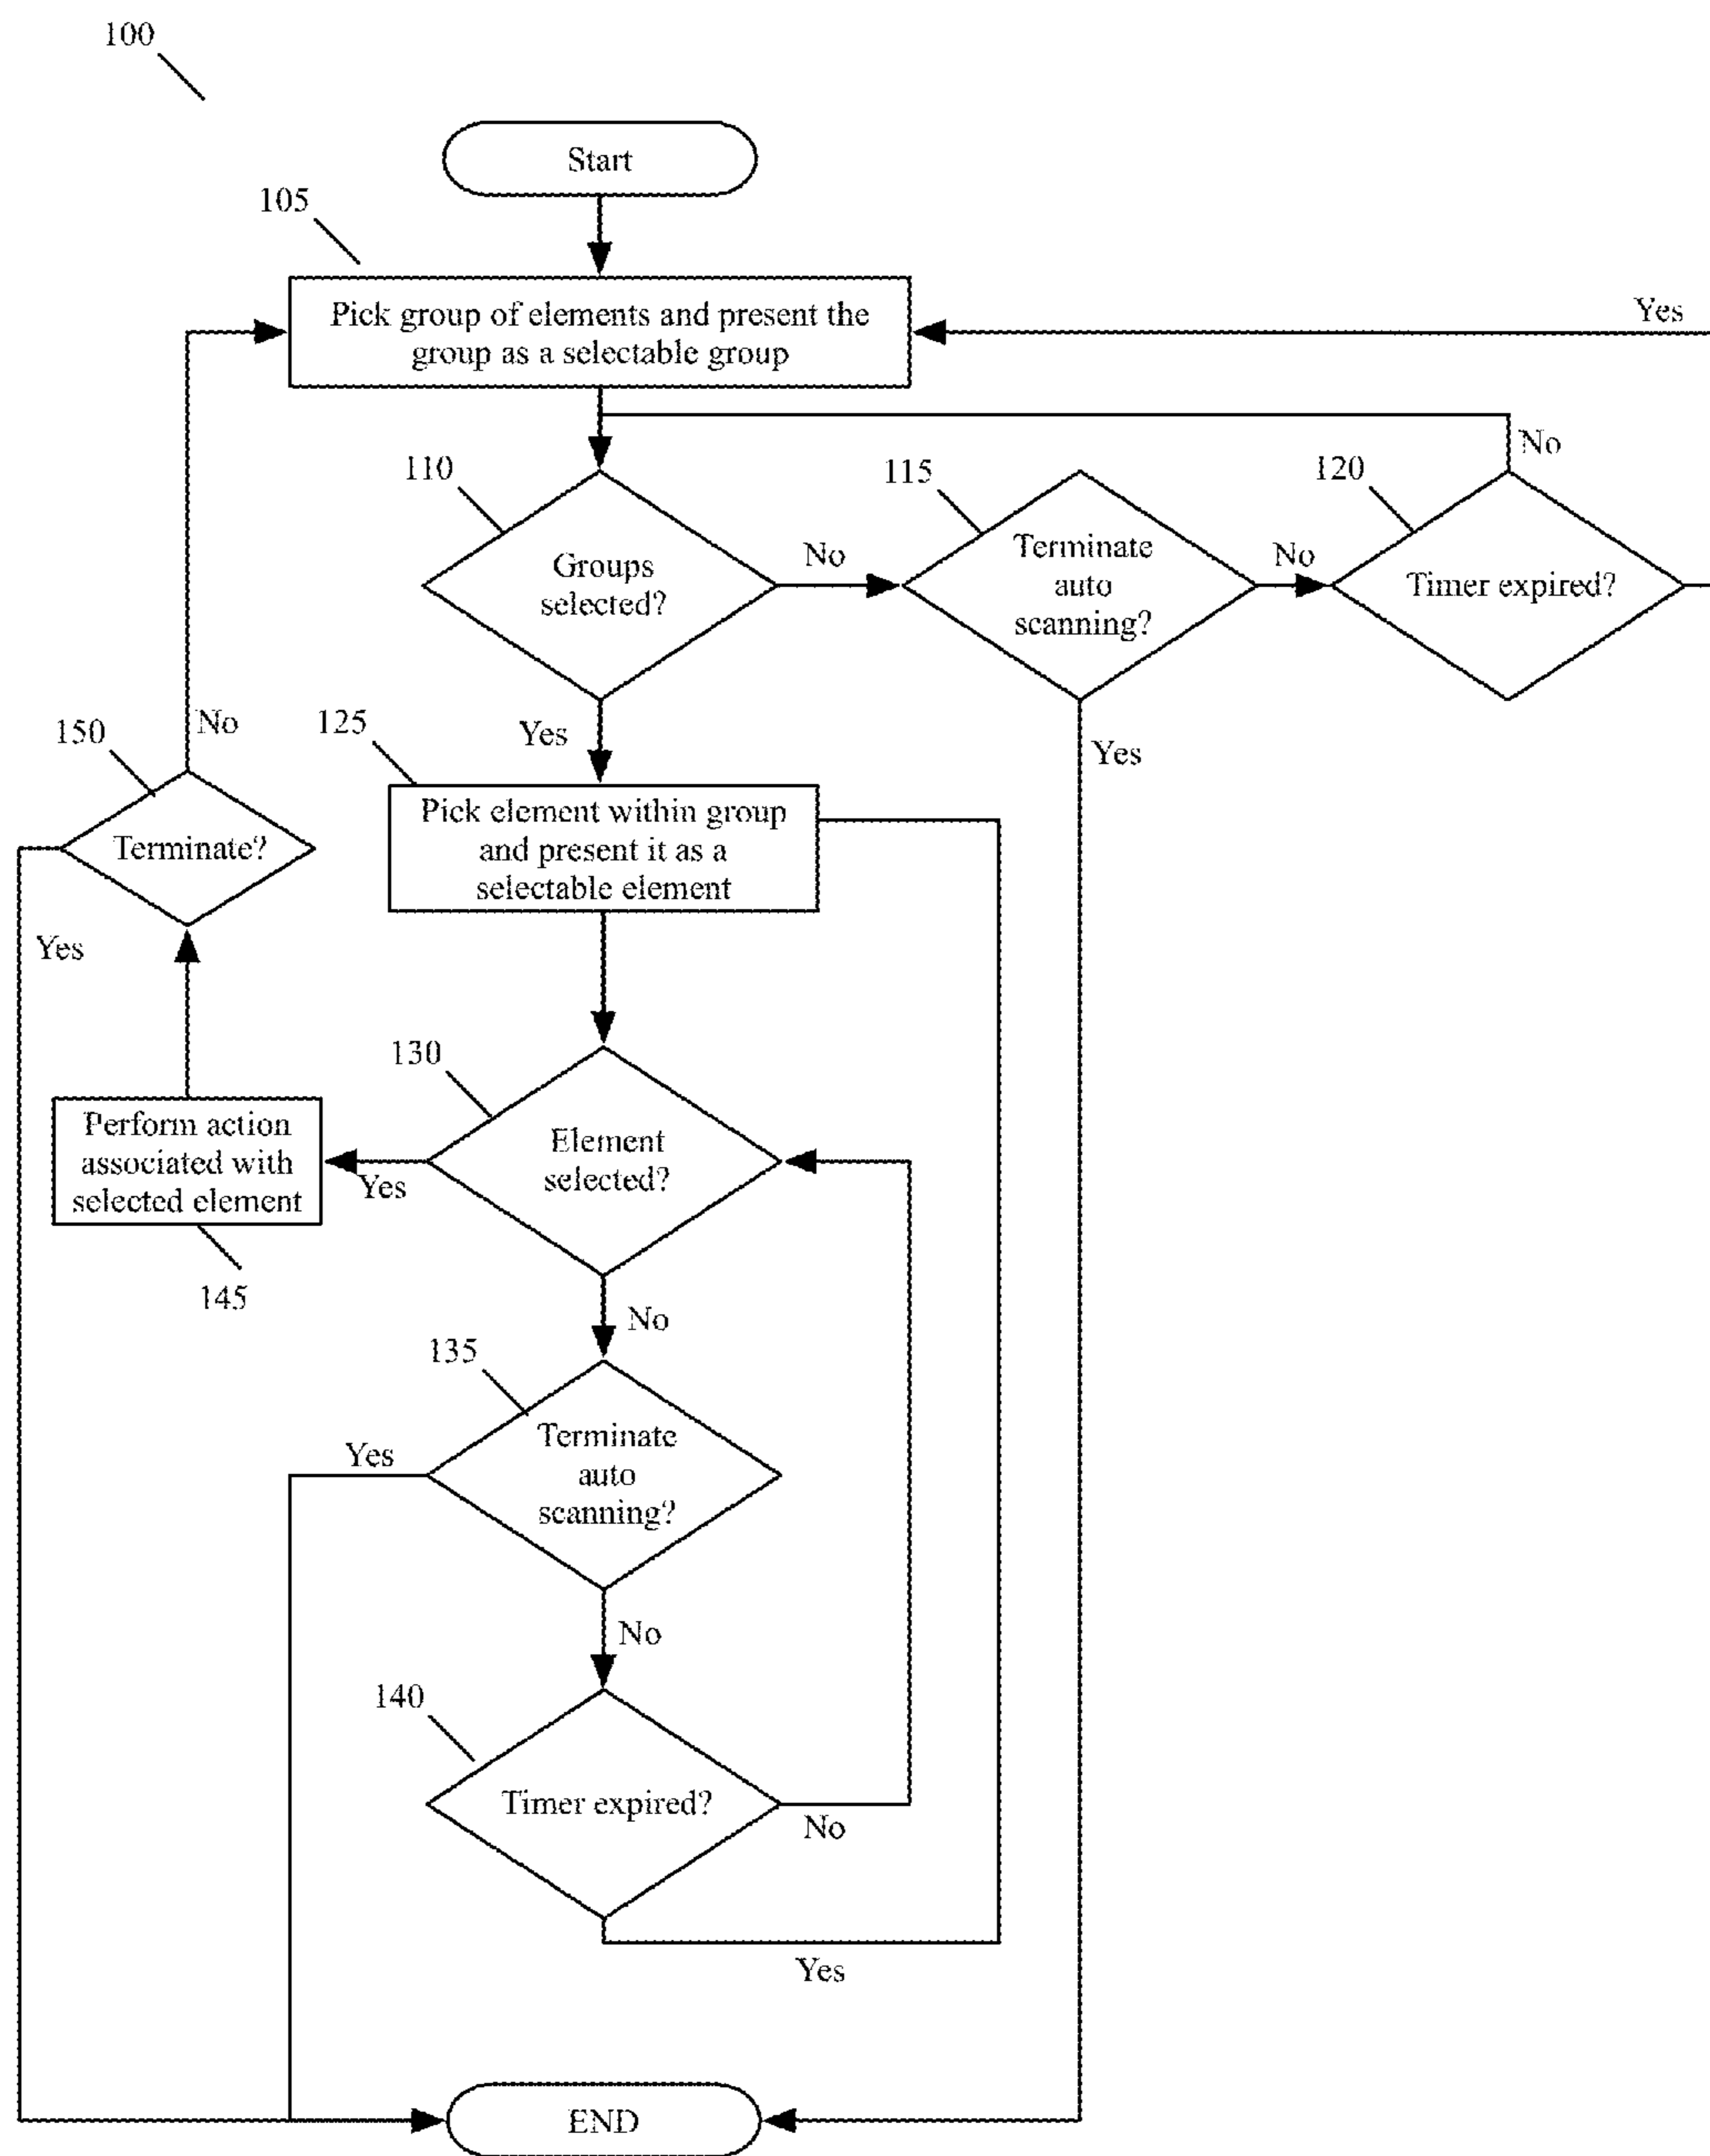 100
Start
105
Pick group of elements and present the
group as a selectable group
Yes
No
110
Groups
selected?
No
115
Terminate
auto
scanning?
No
120
Timer expired?
Yes
Yes
125
Pick element within group
and present it as a
selectable element
150
No
Terminate?
Yes
130
Element
selected?
Yes
Perform action
associated with
selected element
145
No
135
Terminate
auto
scanning?
Yes
No
140
Timer expired?
No
Yes
END